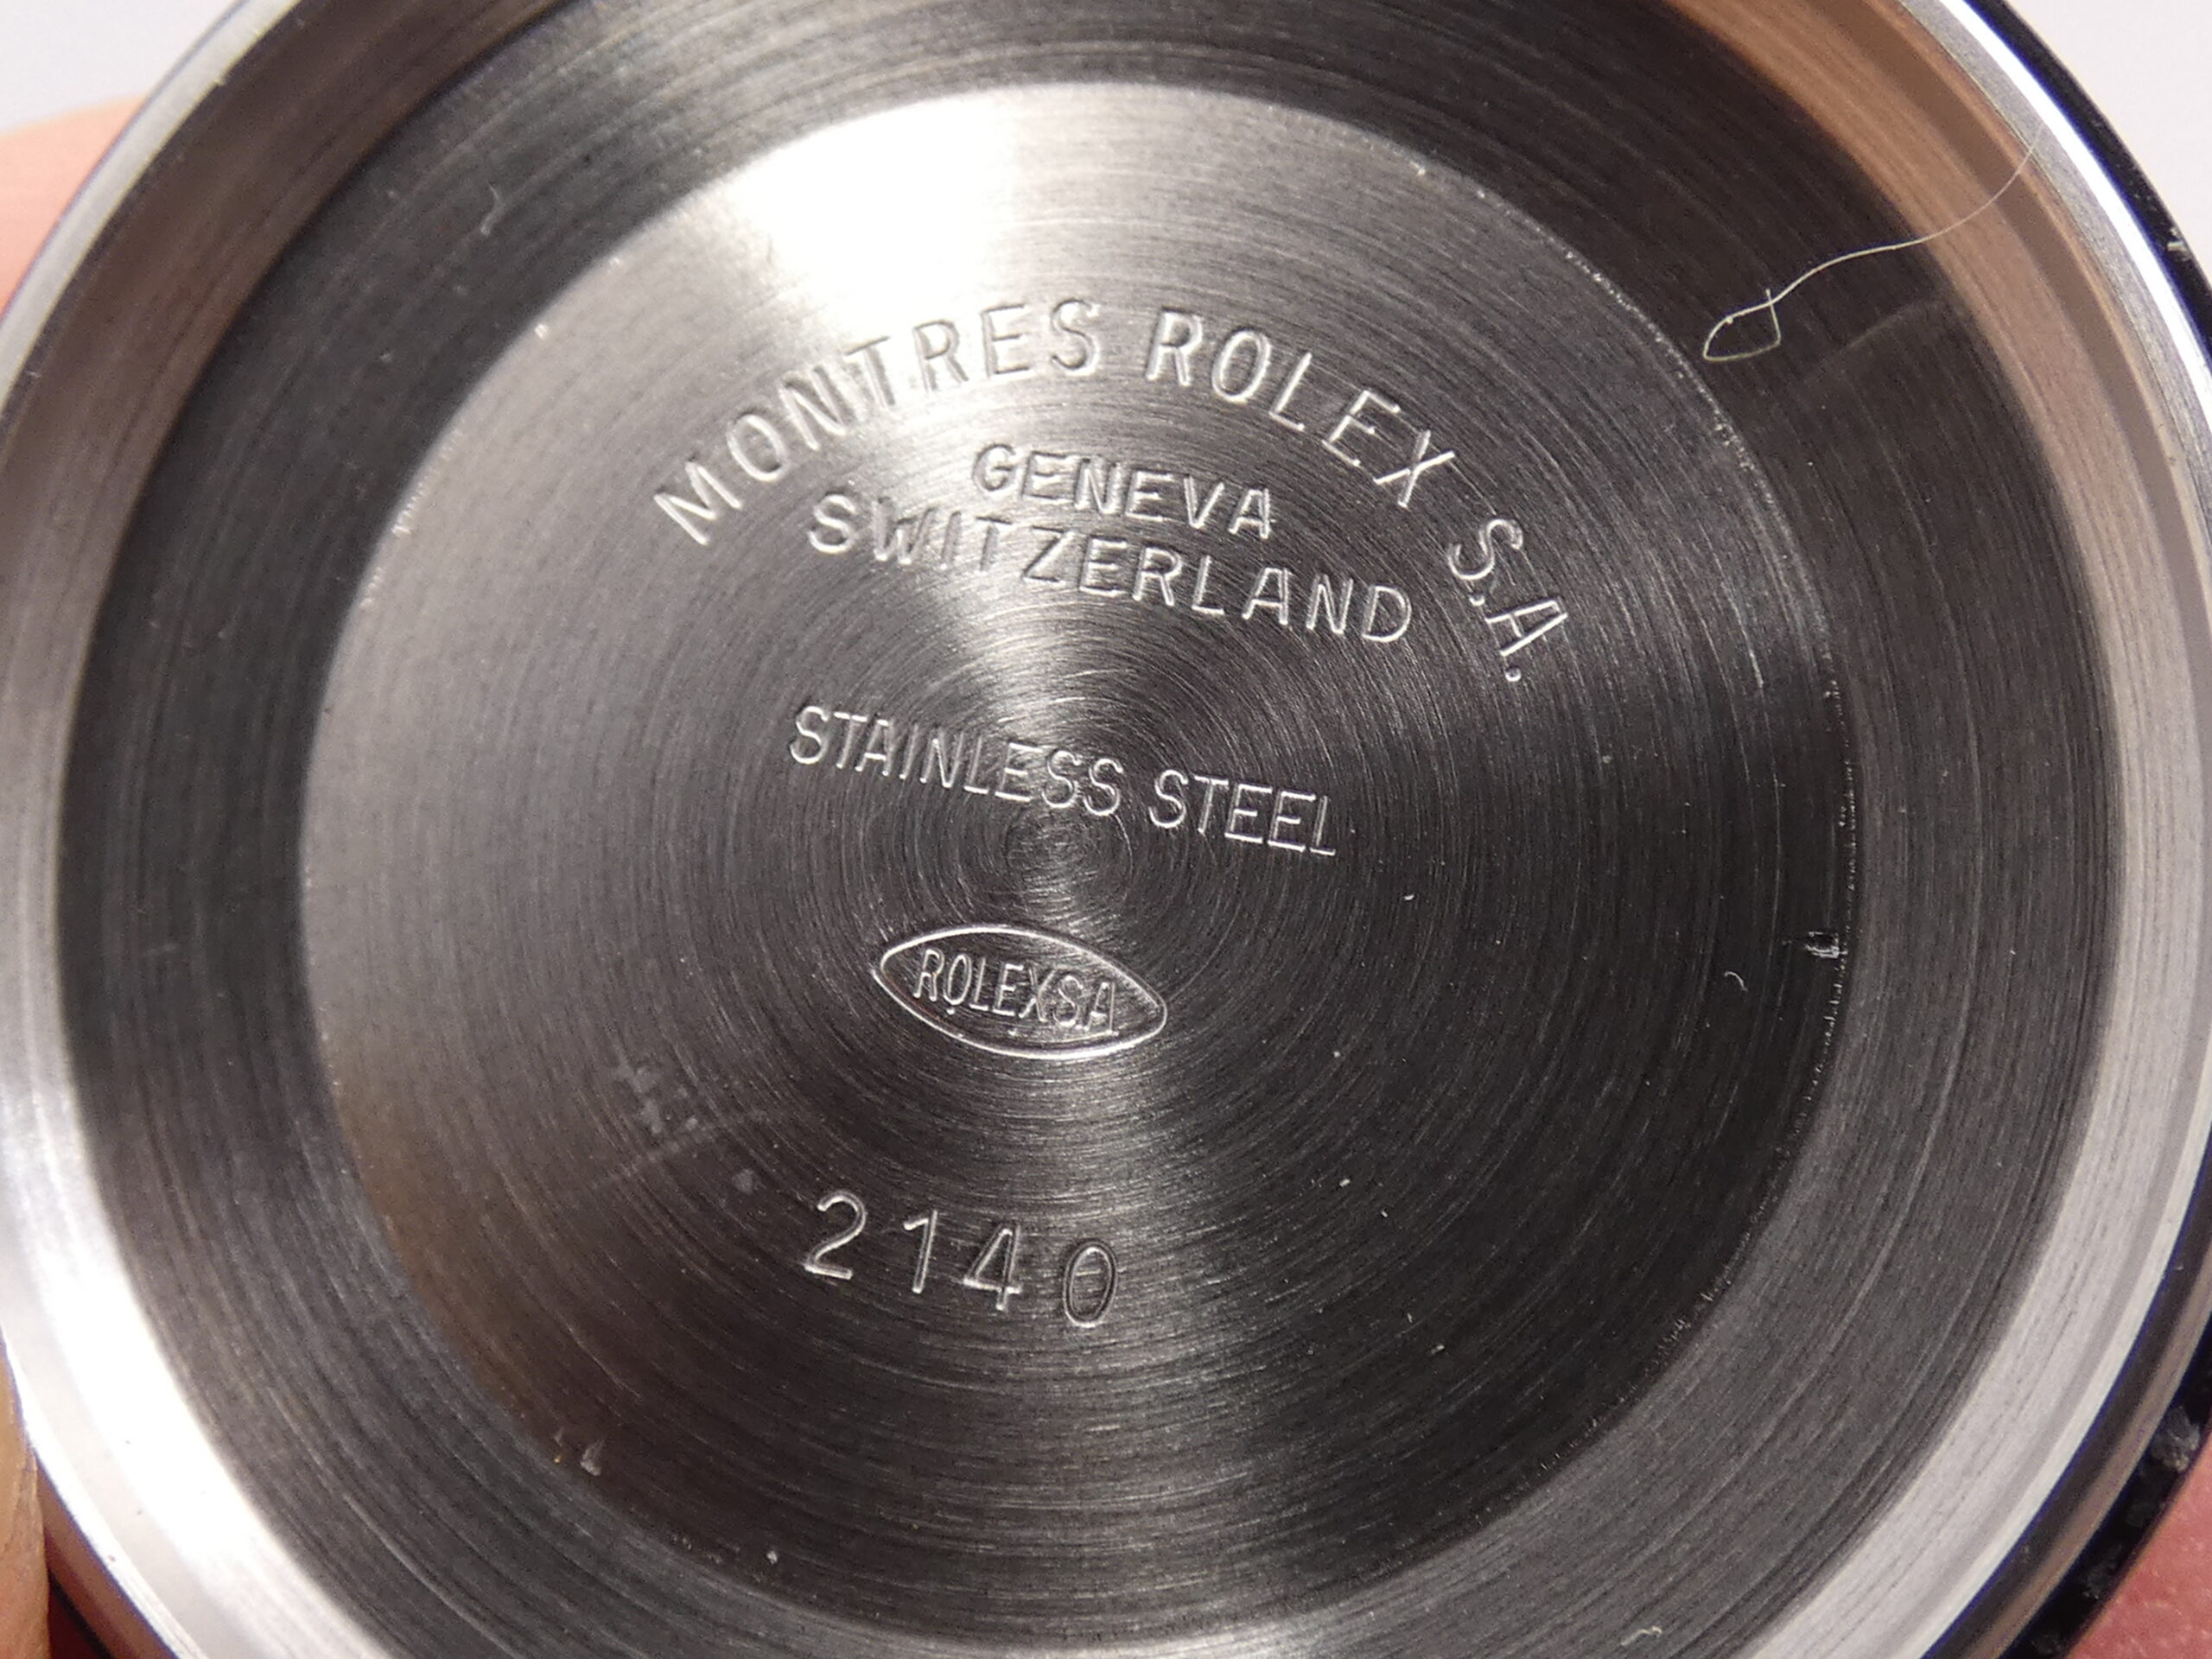 MONTRES ROLEX S.A.
GENEVA
SWITZERLAND
STAINLESS STEEL
ROLEXSA
2140